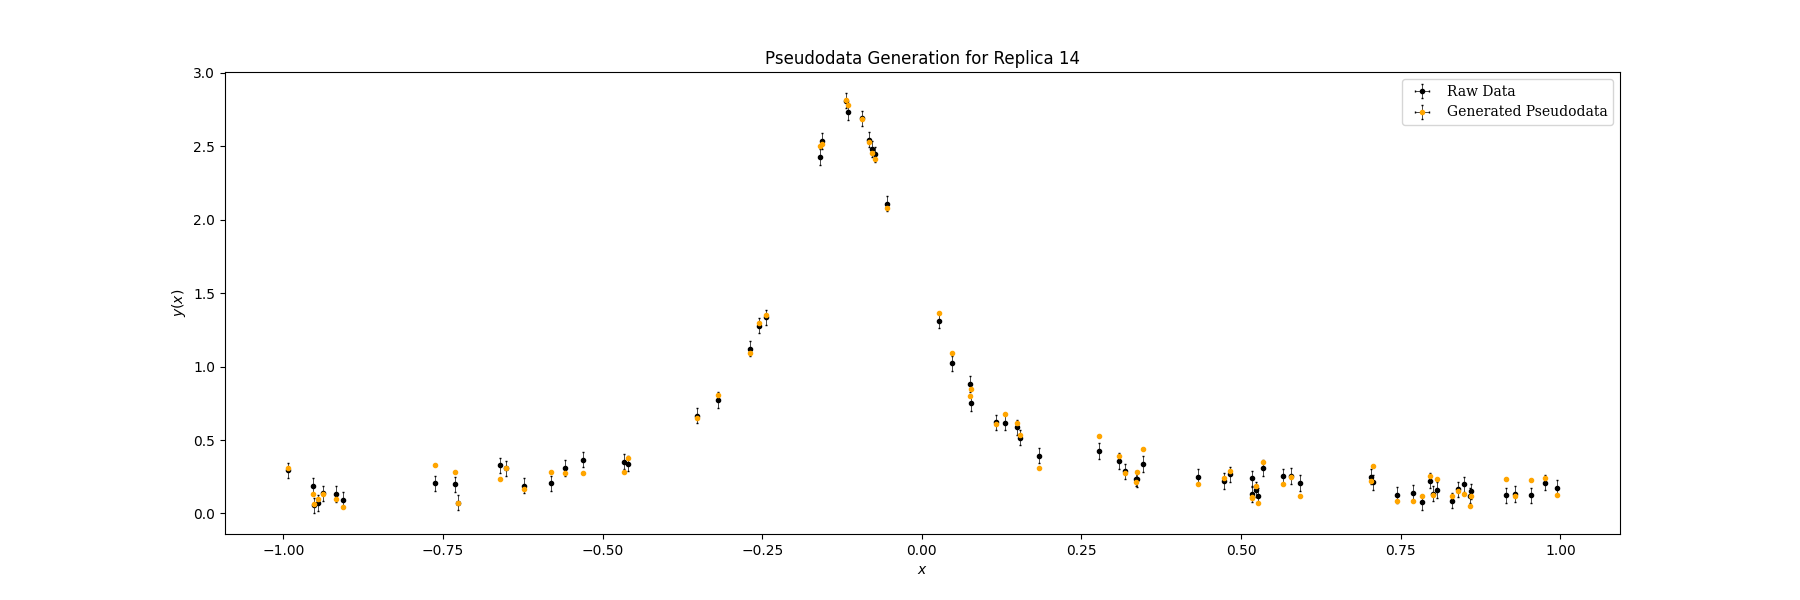 Pseudodata Generation for Replica 14
3.0
2.5
2.0
1.5
1.0
0.5
0.0
y(x)
Raw Data
Generated Pseudodata
−1.00 −0.75 −0.50 −0.25 0.00 0.25 0.50 0.75 1.00
x